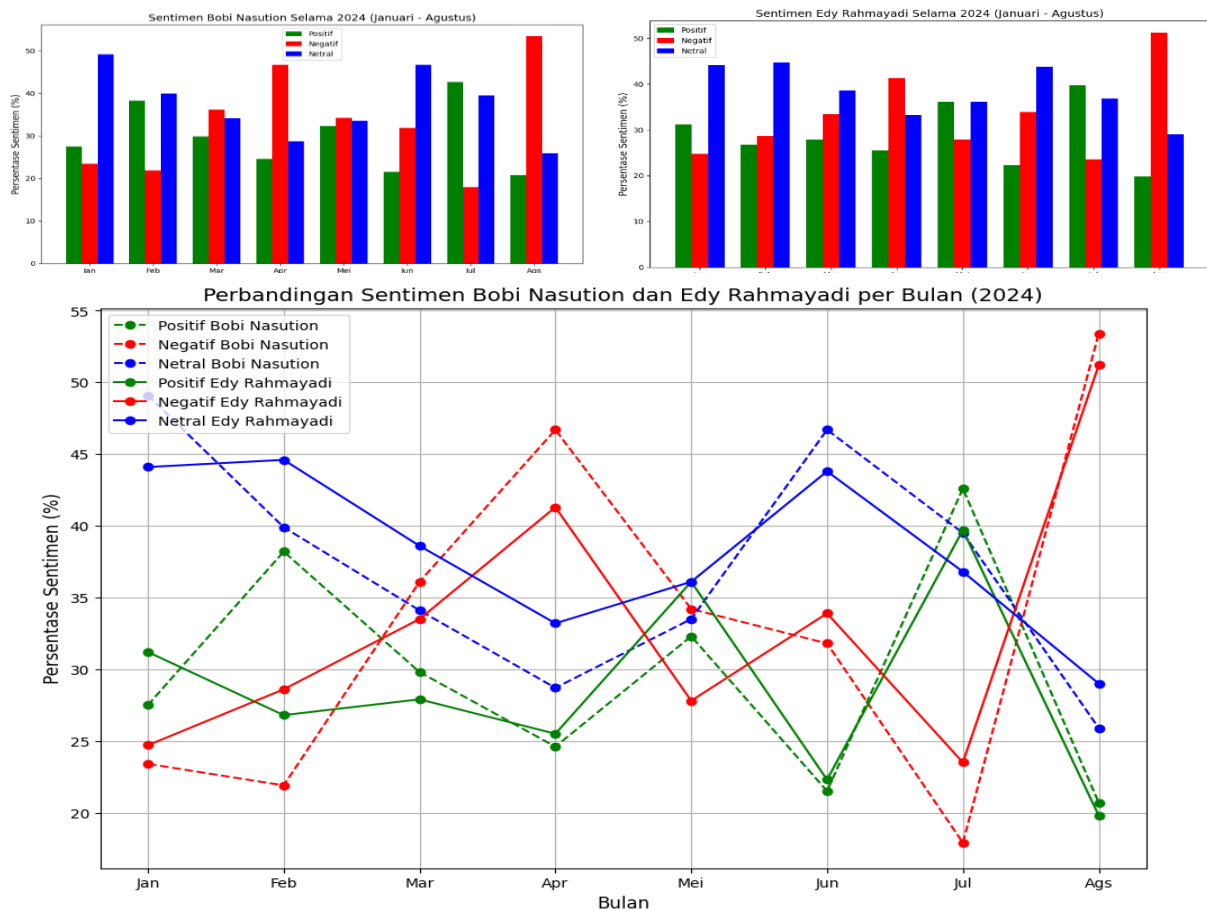 Sentimen Bobi Nasution Selama 2024 (Januari - Agustus)
Persentase Sentimen (%)
50
40
30
20
10
0
Positif
Negatif
Netral
Jan
Feb
Mar
Apr
Mei
Jun
Jul
Ags
Sentimen Edy Rahmayadi Selama 2024 (Januari - Agustus)
Persentase Sentimen (%)
50
40
30
20
10
0
Positif
Negatif
Netral
Perbandingan Sentimen Bobi Nasution dan Edy Rahmayadi per Bulan (2024)
Persentase Sentimen (%)
55
50
45
40
35
30
25
20
Positif Bobi Nasution
Negatif Bobi Nasution
Netral Bobi Nasution
Positif Edy Rahmayadi
Negatif Edy Rahmayadi
Netral Edy Rahmayadi
Jan
Feb
Mar
Apr
Mei
Jun
Jul
Ags
Bulan